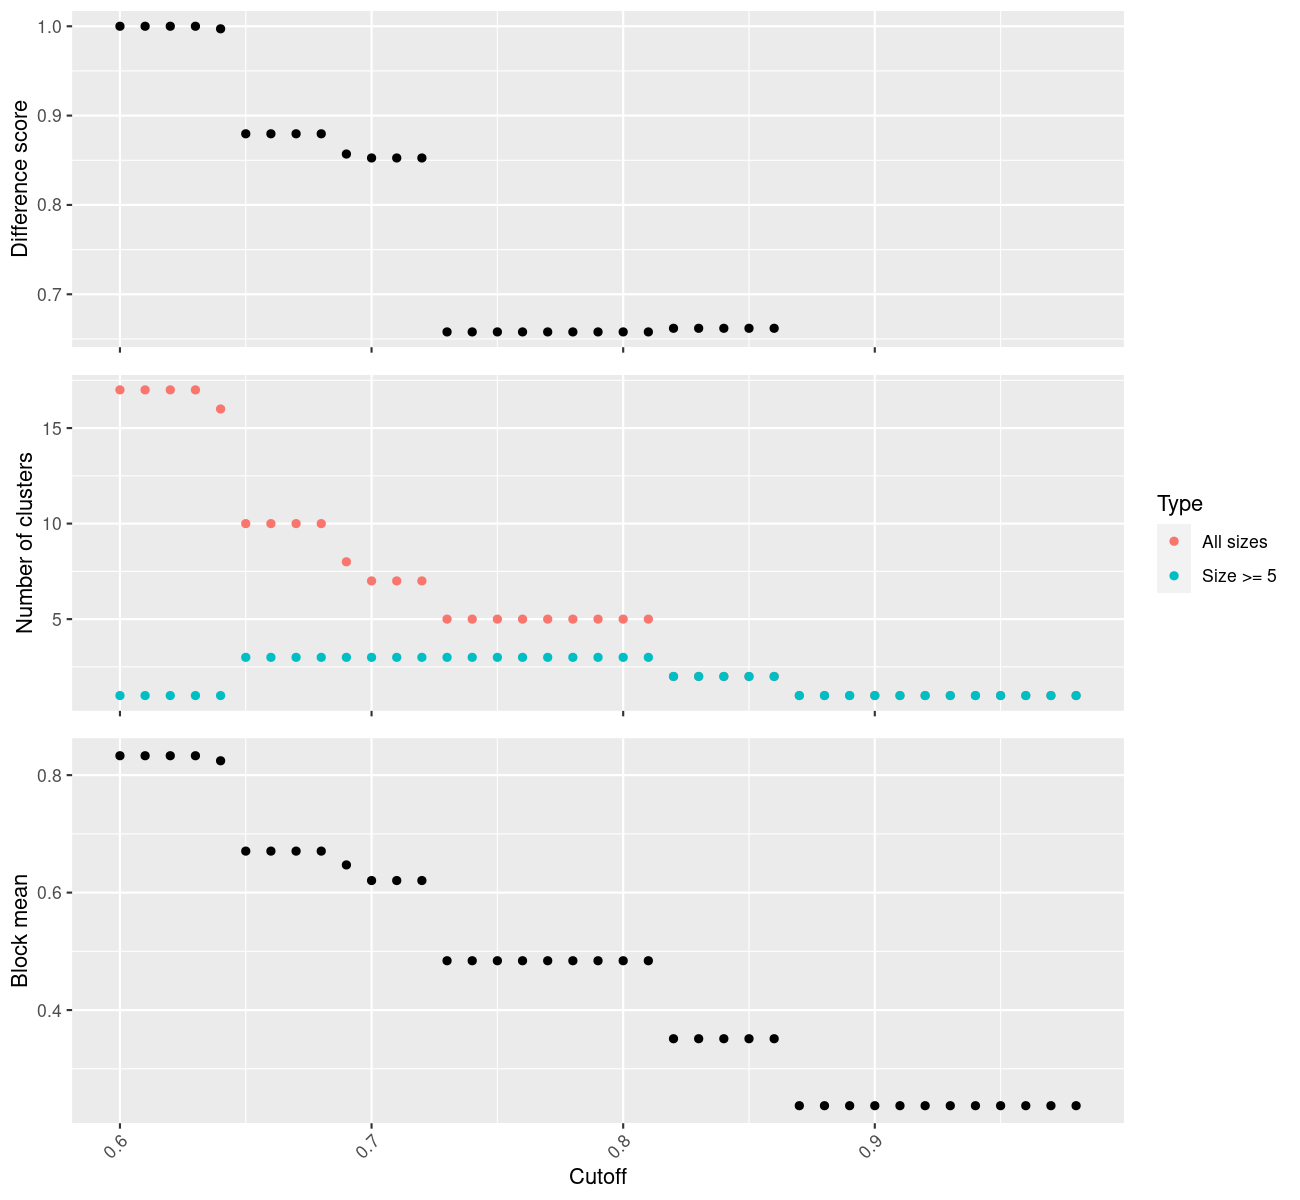 Difference score
1.0
0.9
0.8
0.7
Number of clusters
15
10
5
Type
All sizes
Size >= 5
Block mean
0.8
0.6
0.4
0.6
0.7
0.8
0.9
Cutoff